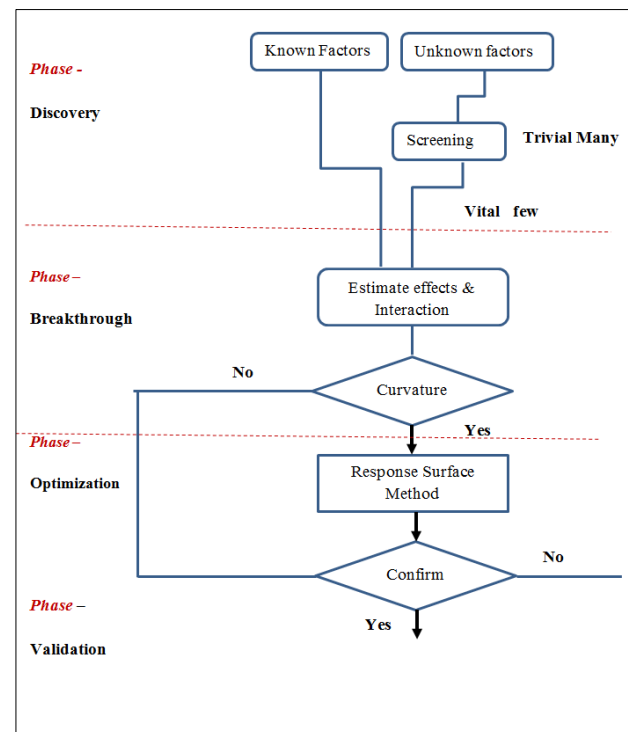 Known Factors
Unknown factors
Phase -
Discovery
Screening
Trivial Many
Vital few
Phase –
Breakthrough
Estimate effects &
Interaction
No
Curvature
Yes
Phase –
Optimization
Response Surface
Method
No
Confirm
Phase –
Yes
Validation